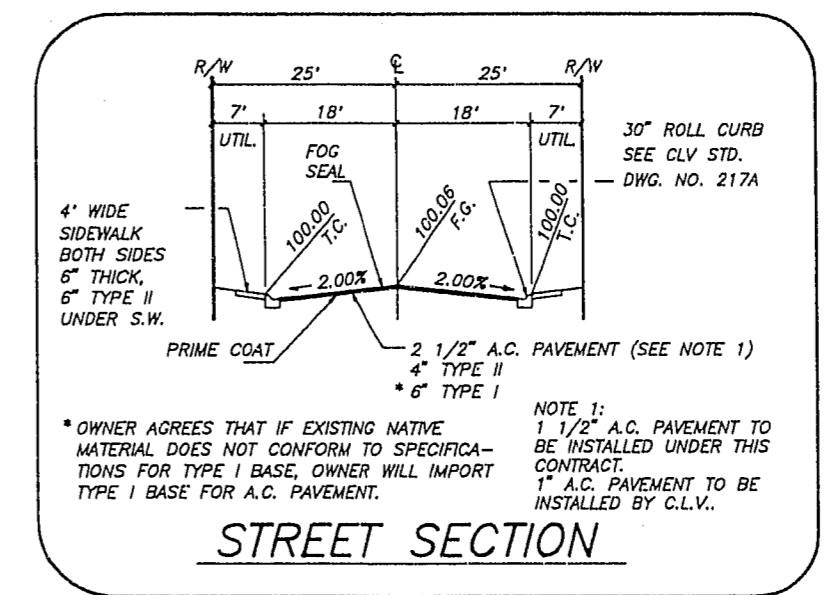 R/W ℄ R/W
25' 25'
7' 18' 18' 7'
UTIL. UTIL.
30" ROLL CURB
SEE CLV STD.
DWG. NO. 217A
FOG
SEAL
4' WIDE
SIDEWALK
BOTH SIDES
6" THICK,
6" TYPE II
UNDER S.W.
100.00
T.C.
100.06
F.G.
100.00
T.C.
2.00% 2.00%
PRIME COAT
2 1/2" A.C. PAVEMENT (SEE NOTE 1)
4" TYPE II
* 6" TYPE I
* OWNER AGREES THAT IF EXISTING NATIVE
MATERIAL DOES NOT CONFORM TO SPECIFICA-
TIONS FOR TYPE I BASE, OWNER WILL IMPORT
TYPE I BASE FOR A.C. PAVEMENT.
NOTE 1:
1 1/2" A.C. PAVEMENT TO
BE INSTALLED UNDER THIS
CONTRACT.
1" A.C. PAVEMENT TO BE
INSTALLED BY C.L.V..
STREET SECTION